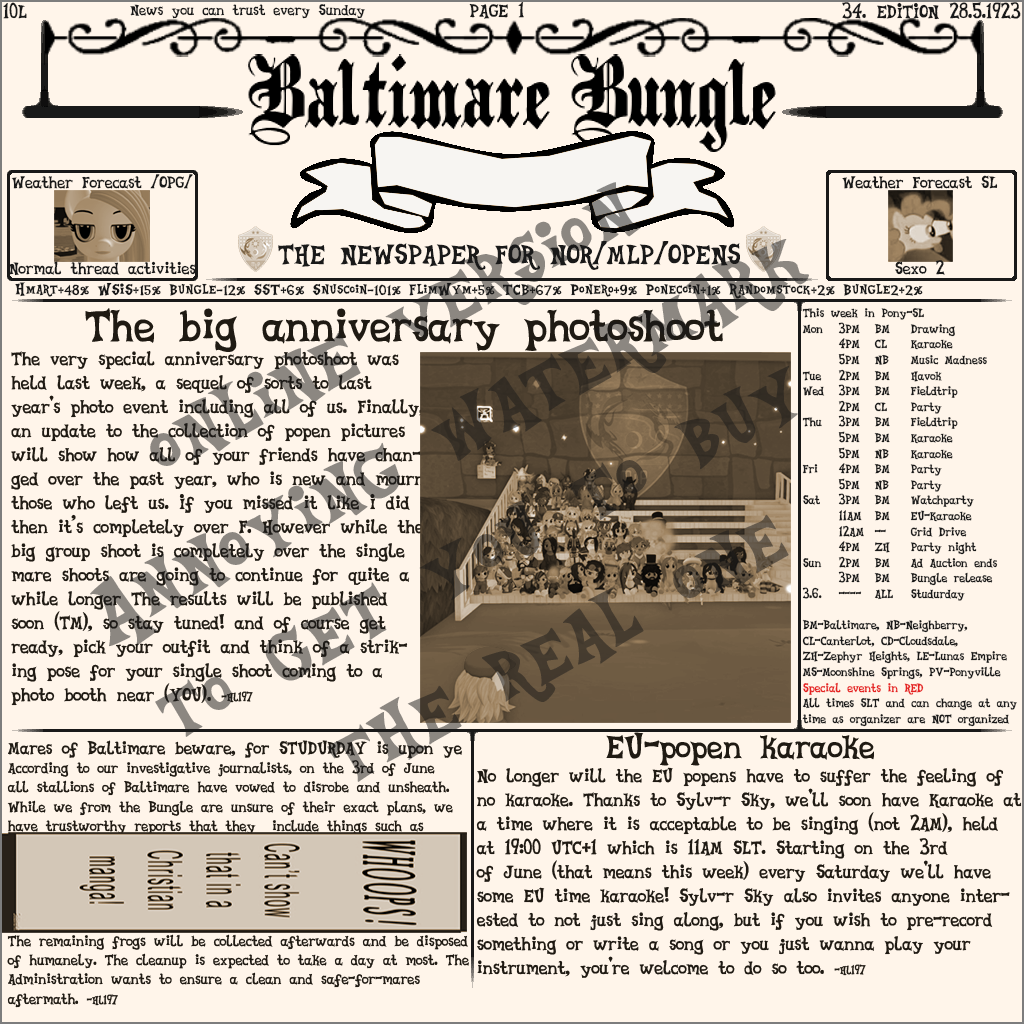 10L
News you can trust every Sunday
PAGE 1
34. EDITION 28.5.1923
Baltimare Bungle
Weather Forecast /OPG/
Normal thread activities
Weather Forecast SL
Sexo 2
THE NEWSPAPER FOR NOR/MLP/OPENS
HMART+48% WSIS+15% BUNGLE-12% SST+6% SNUSCOIN-101% FLIMWYM+5% TCB+67% PONERO+9% PONECOIN+1% RANDOMSTOCK+2% BUNGLE2+2%
The big anniversary photoshoot
The very special anniversary photoshoot was
held last week, a sequel of sorts to last
year's photo event including all of us. Finally,
an update to the collection of popen pictures
will show how all of your friends have chan-
ged over the past year, who is new and mourn
those who left us. if you missed it like i did
then it's completely over F. However while the
big group shoot is completely over the single
mare shoots are going to continue for quite a
while longer The results will be published
soon (TM), so stay tuned! and of course get
ready, pick your outfit and think of a strik-
ing pose for your single shoot coming to a
photo booth near (YOU). -HL197
This week in Pony-SL
Mon 3PM BM Drawing
4PM CL Karaoke
5PM NB Music Madness
Tue 2PM BM Havok
Wed 3PM BM Fieldtrip
2PM CL Party
Thu 3PM BM Fieldtrip
5PM BM Karaoke
5PM NB Karaoke
Fri 4PM BM Party
5PM NB Party
Sat 3PM BM Watchparty
11AM BM EU-Karaoke
12AM — Grid Drive
4PM ZH Party night
Sun 2PM BM Ad Auction ends
3PM BM Bungle release
3.6. ---- ALL Studurday
BM-Baltimare, NB-Neighberry,
CL-Canterlot, CD-Cloudsdale,
ZH-Zephyr Heights, LE-Lunas Empire
MS-Moonshine Springs, PV-Ponyville
Special events in RED
All times SLT and can change at any
time as organizer are NOT organized
ONLINE VERSION
ANNOYING WATERMARK
TO GET YOU TO BUY
THE REAL ONE
Mares of Baltimare beware, for STUDURDAY is upon ye
According to our investigative journalists, on the 3rd of June
all stallions of Baltimare have vowed to disrobe and unsheath.
While we from the Bungle are unsure of their exact plans, we
have trustworthy reports that they include things such as
WHOOPS!
Can't show
that in a
Christian
manga!
The remaining frogs will be collected afterwards and be disposed
of humanely. The cleanup is expected to take a day at most. The
Administration wants to ensure a clean and safe-for-mares
aftermath. -HL197
EU-popen karaoke
No longer will the EU popens have to suffer the feeling of
no karaoke. Thanks to Sylv-r Sky, we'll soon have Karaoke at
a time where it is acceptable to be singing (not 2AM), held
at 19:00 UTC+1 which is 11AM SLT. Starting on the 3rd
of June (that means this week) every Saturday we'll have
some EU time karaoke! Sylv-r Sky also invites anyone inter-
ested to not just sing along, but if you wish to pre-record
something or write a song or you just wanna play your
instrument, you're welcome to do so too. -HL197